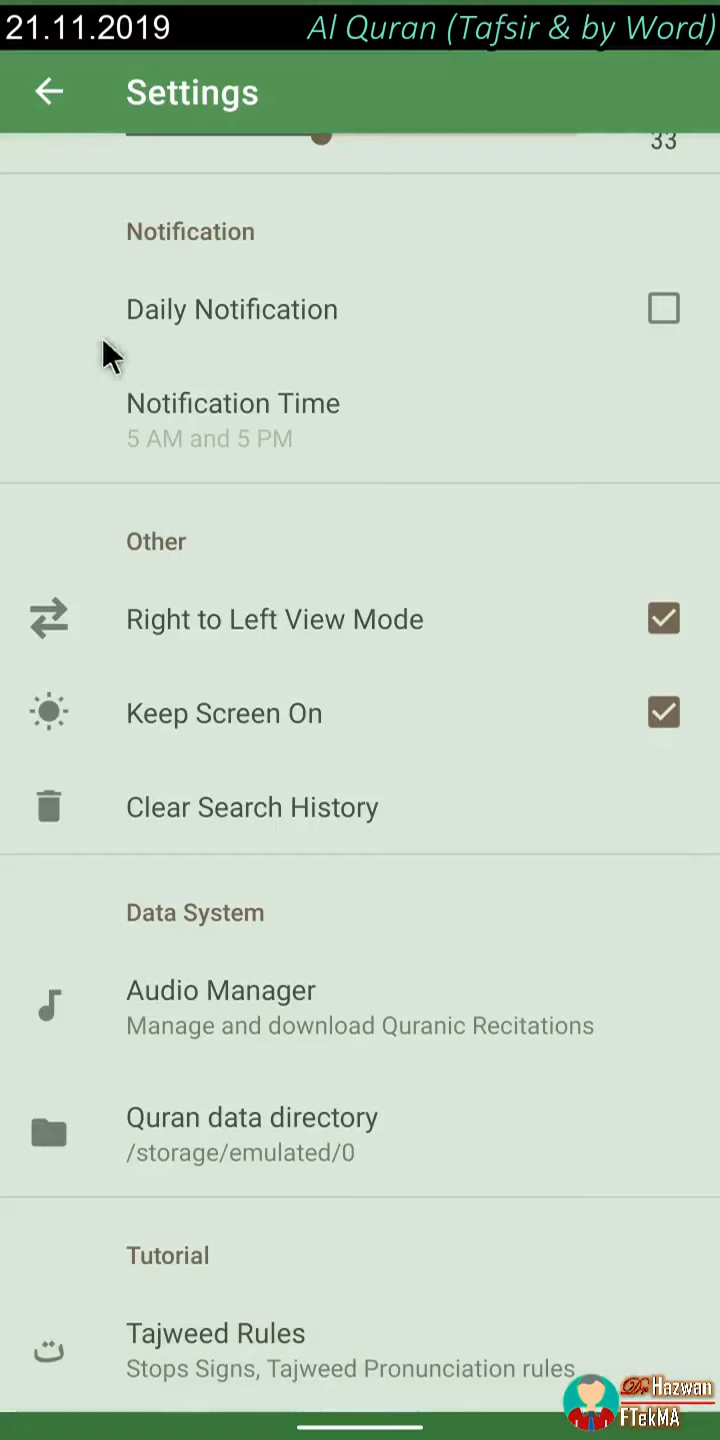 21.11.2019 Al Quran (Tafsir & by Word)
Settings
33
Notification
Daily Notification
Notification Time
5 AM and 5 PM
Other
Right to Left View Mode
Keep Screen On
Clear Search History
Data System
Audio Manager
Manage and download Quranic Recitations
Quran data directory
/storage/emulated/0
Tutorial
ت
Tajweed Rules
Stops Signs, Tajweed Pronunciation rules
Dr Hazwan
FTekMA